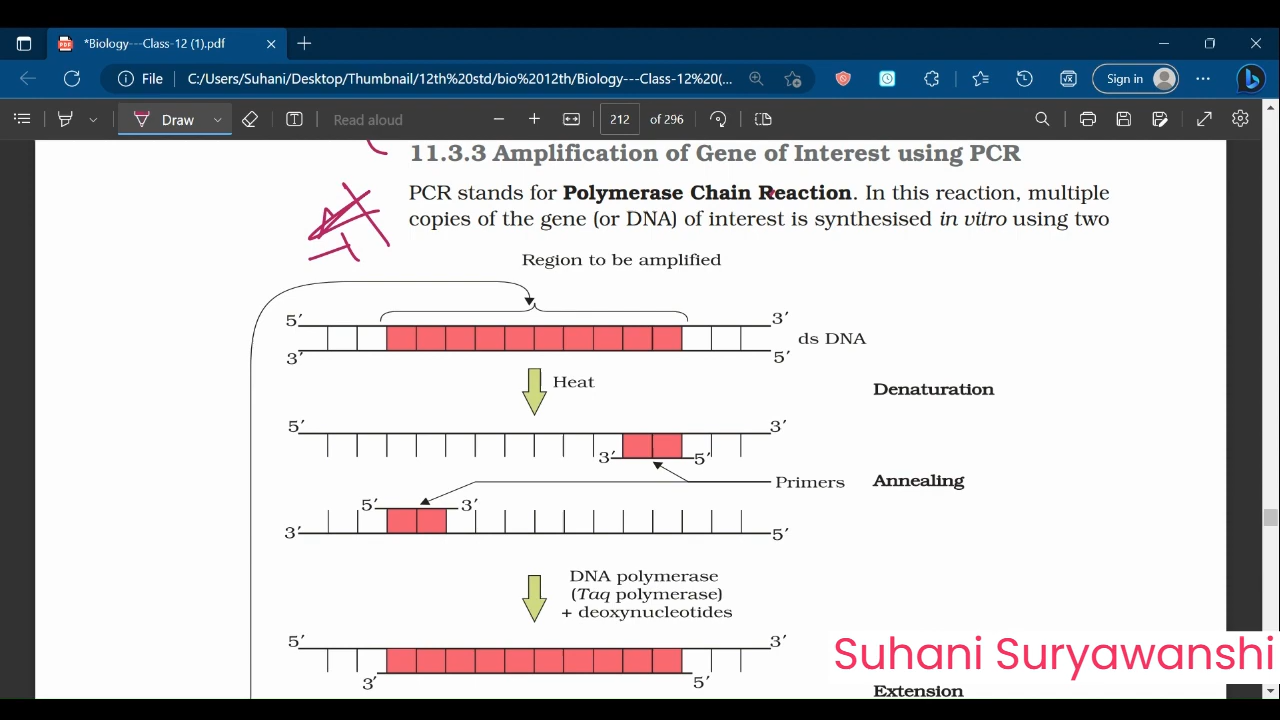 *Biology---Class-12 (1).pdf
File C:/Users/Suhani/Desktop/Thumbnail/12th%20std/bio%2012th/Biology---Class-12%20(... Sign in
Draw Read aloud 212 of 296
11.3.3 Amplification of Gene of Interest using PCR
PCR stands for Polymerase Chain Reaction. In this reaction, multiple
copies of the gene (or DNA) of interest is synthesised in vitro using two
Region to be amplified
5′ 3′
ds DNA
3′ 5′
Heat
Denaturation
5′ 3′
3′ 5′
Primers Annealing
5′ 3′
3′ 5′
DNA polymerase
(Taq polymerase)
+ deoxynucleotides
5′ 3′
Suhani Suryawanshi
3′ 5′
Extension